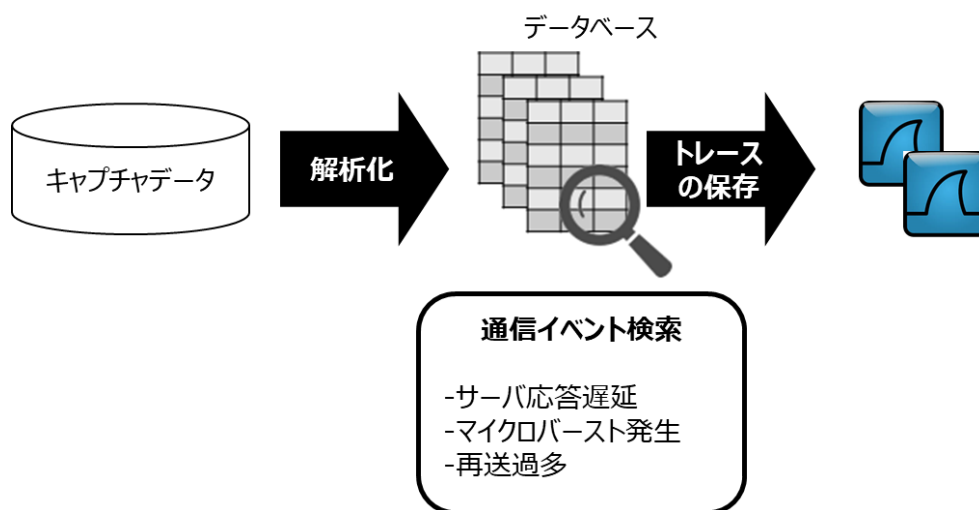 データベース
キャプチャデータ
解析化
トレース
の保存
通信イベント検索
-サーバ応答遅延
-マイクロバースト発生
-再送過多